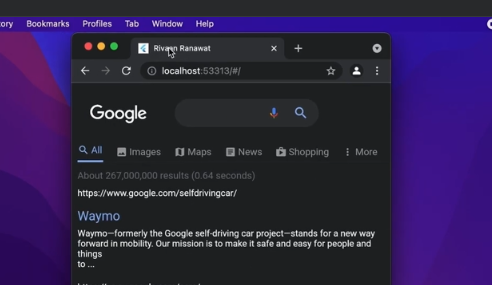 ory Bookmarks Profiles Tab Window Help
Rivaan Ranawat
localhost:53313/#/
Google
All Images Maps News Shopping More
About 267,000,000 results (0.64 seconds)
https://www.google.com/selfdrivingcar/
Waymo
Waymo—formerly the Google self-driving car project—stands for a new way
forward in mobility. Our mission is to make it safe and easy for people and
things
to ...